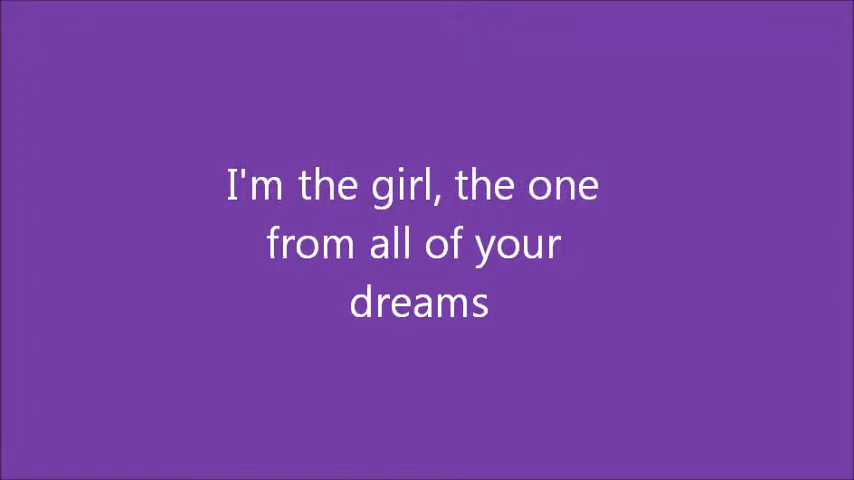 I'm the girl, the one
from all of your
dreams